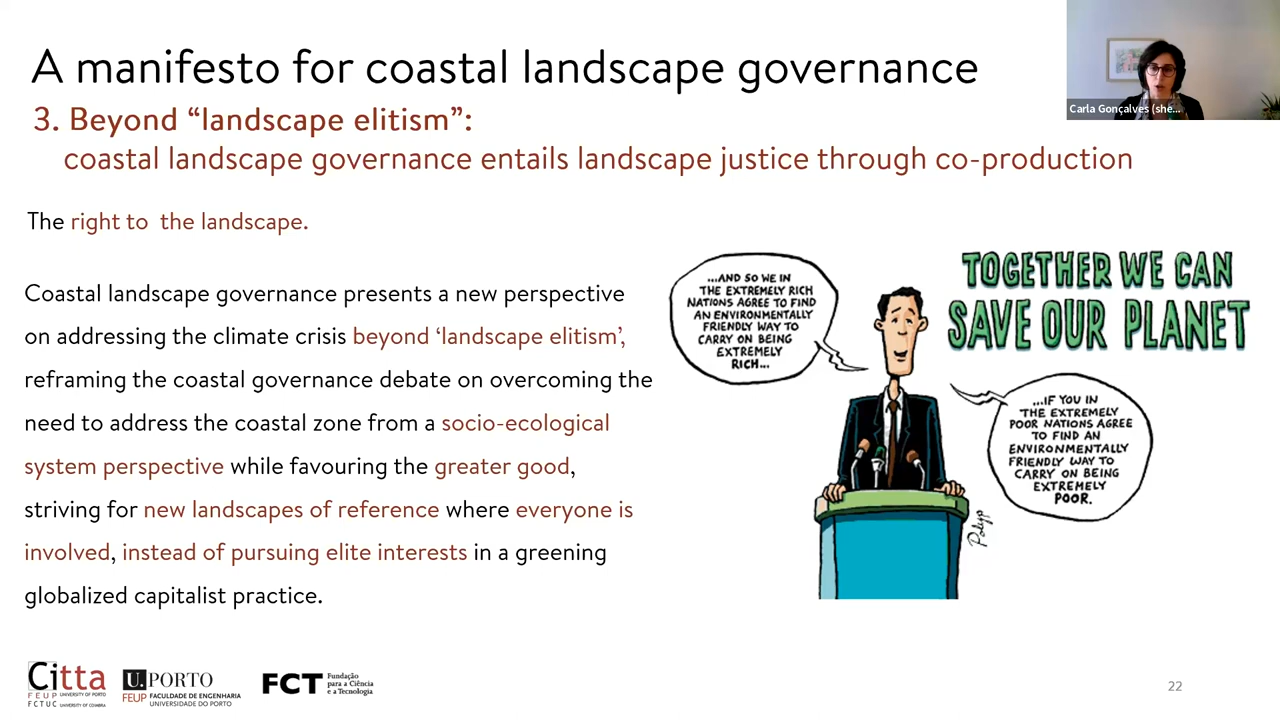 A manifesto for coastal landscape governance
3. Beyond “landscape elitism”:
coastal landscape governance entails landscape justice through co-production
Carla Gonçalves (she...
The right to the landscape.
Coastal landscape governance presents a new perspective
on addressing the climate crisis beyond ‘landscape elitism’,
reframing the coastal governance debate on overcoming the
need to address the coastal zone from a socio-ecological
system perspective while favouring the greater good,
striving for new landscapes of reference where everyone is
involved, instead of pursuing elite interests in a greening
globalized capitalist practice.
...AND SO WE IN
THE EXTREMELY RICH
NATIONS AGREE TO FIND
AN ENVIRONMENTALLY
FRIENDLY WAY TO
CARRY ON BEING
EXTREMELY
RICH...
TOGETHER WE CAN
SAVE OUR PLANET
...IF YOU IN
THE EXTREMELY
POOR NATIONS AGREE
TO FIND AN
ENVIRONMENTALLY
FRIENDLY WAY TO
CARRY ON BEING
EXTREMELY
POOR.
Polyp
Citta
FEUP UNIVERSITY OF PORTO
FCTUC UNIVERSITY OF COIMBRA
U. PORTO
FEUP FACULDADE DE ENGENHARIA
UNIVERSIDADE DO PORTO
FCT Fundação
para a Ciência
e a Tecnologia
22